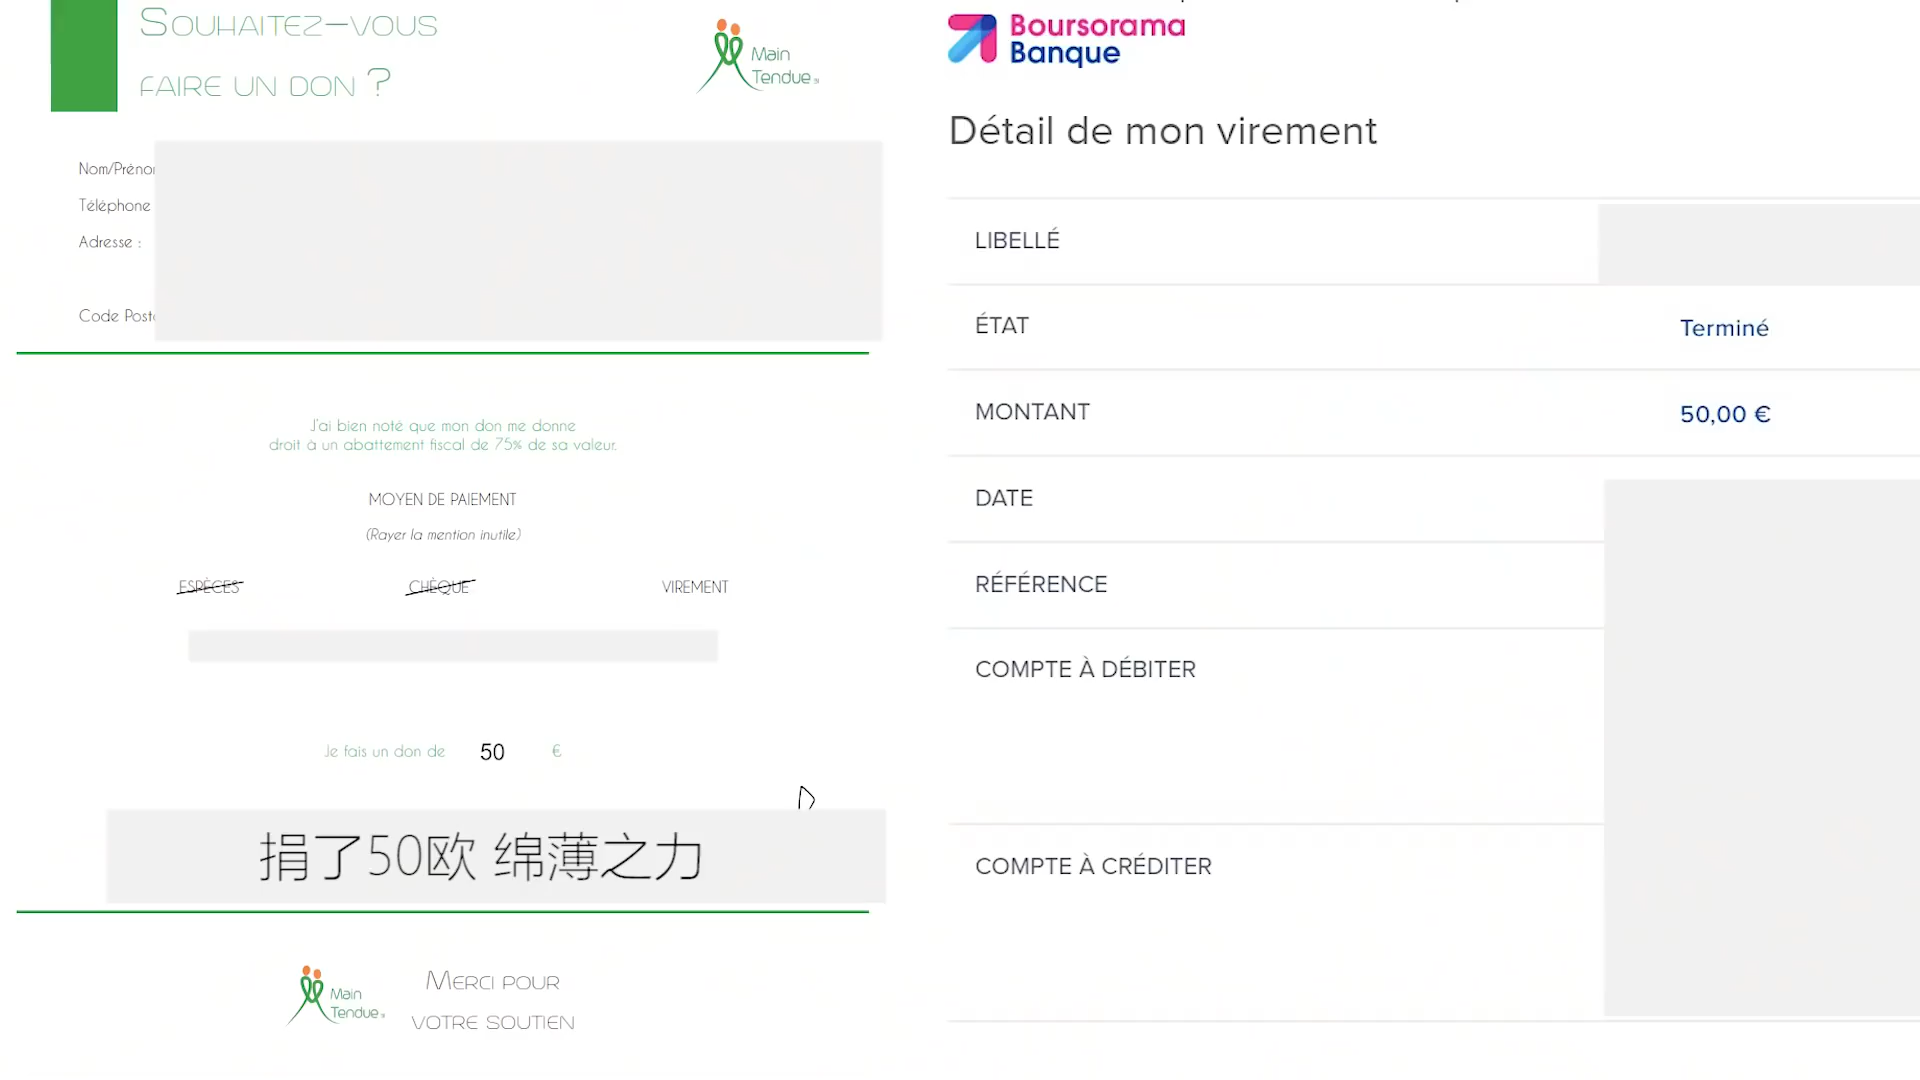 Souhaitez-vous
faire un don ?
Main
Tendue
Nom/Préno
Téléphone
Adresse :
Code Post
J'ai bien noté que mon don me donne
droit à un abattement fiscal de 75% de sa valeur.
MOYEN DE PAIEMENT
(Rayer la mention inutile)
ESPÈCES
CHÈQUE
VIREMENT
Je fais un don de 50 €
捐了50欧 绵薄之力
Main
Tendue
Merci pour
votre soutien
Boursorama
Banque
Détail de mon virement
LIBELLÉ
ÉTAT Terminé
MONTANT 50,00 €
DATE
RÉFÉRENCE
COMPTE À DÉBITER
COMPTE À CRÉDITER